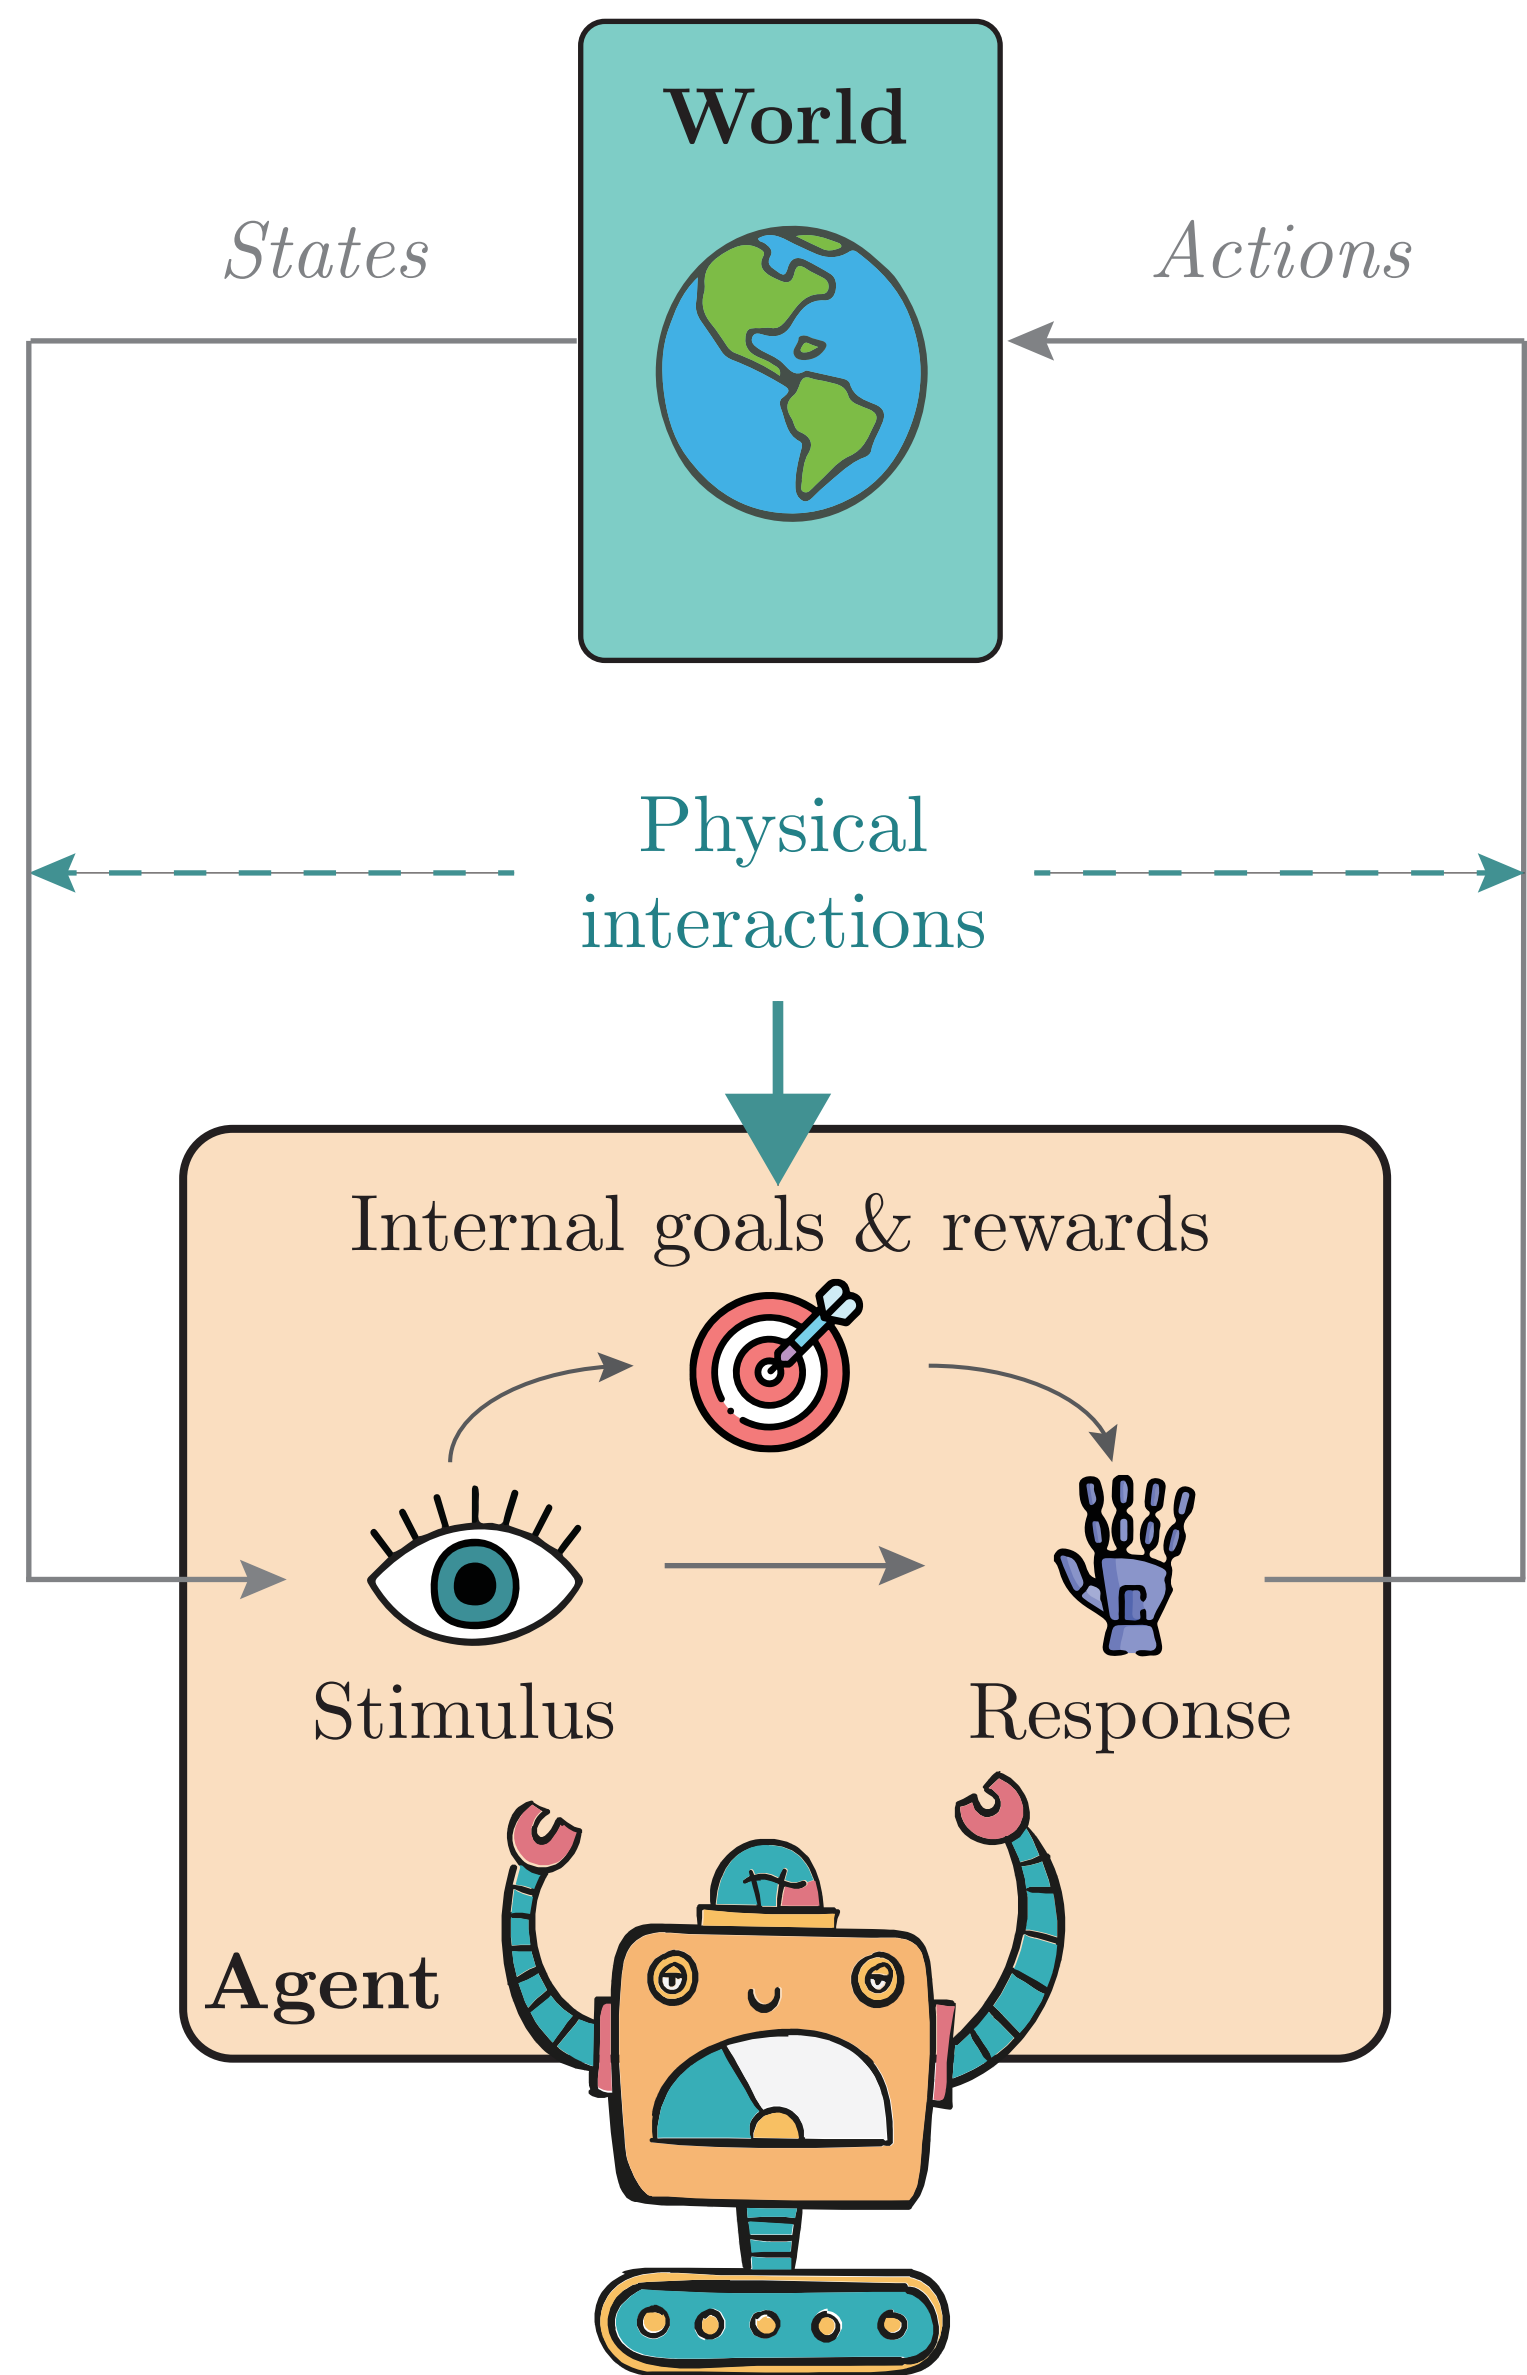 World
States
Actions
Physical
interactions
Internal goals & rewards
Stimulus
Response
Agent